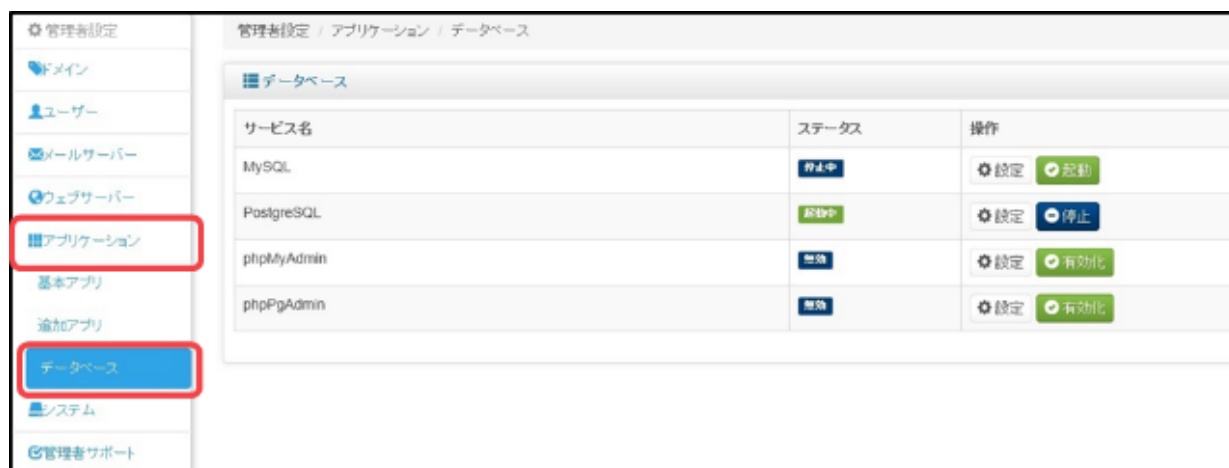 管理者設定
ドメイン
ユーザー
メールサーバー
ウェブサーバー
アプリケーション
基本アプリ
追加アプリ
データベース
システム
管理者サポート
管理者設定 / アプリケーション / データベース
データベース
サービス名 ステータス 操作
MySQL 停止中 設定 起動
PostgreSQL 起動中 設定 停止
phpMyAdmin 無効 設定 有効化
phpPgAdmin 無効 設定 有効化